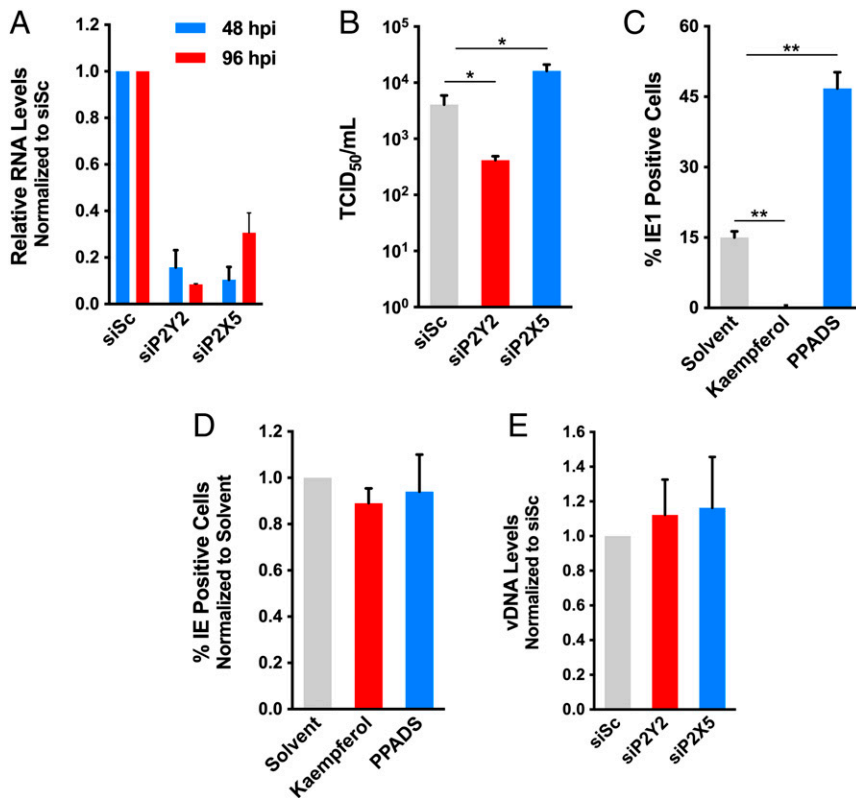 A
Relative RNA Levels
Normalized to siSc
1.2
1.0
0.8
0.6
0.4
0.2
0.0
48 hpi
96 hpi
siSc
siP2Y2
siP2X5
B
TCID50/mL
10⁵
10⁴
10³
10²
10¹
10⁰
*
*
siSc
siP2Y2
siP2X5
C
% IE1 Positive Cells
60
45
30
15
0
**
**
Solvent
Kaempferol
PPADS
D
% IE Positive Cells
Normalized to Solvent
1.2
1.0
0.8
0.6
0.4
0.2
0.0
Solvent
Kaempferol
PPADS
E
vDNA Levels
Normalized to siSc
1.6
1.4
1.2
1.0
0.8
0.6
0.4
0.2
0.0
siSc
siP2Y2
siP2X5